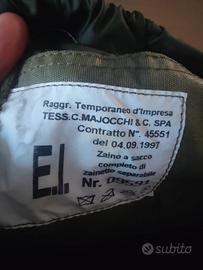 Raggr. Temporaneo d'Impresa
TESS.C.MAJOCCHI & C. SPA
Contratto N°. 45551
del 04.09.1997
Zaino a sacco
completo di
zainetto separabile
E.I.
Nr. 09591
subito